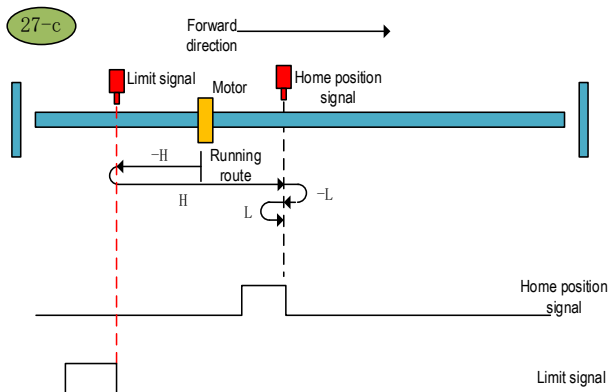 27-c
Forward
direction
Limit signal
Motor
Home position
signal
-H
Running
route
H
-L
L
Home position
signal
Limit signal